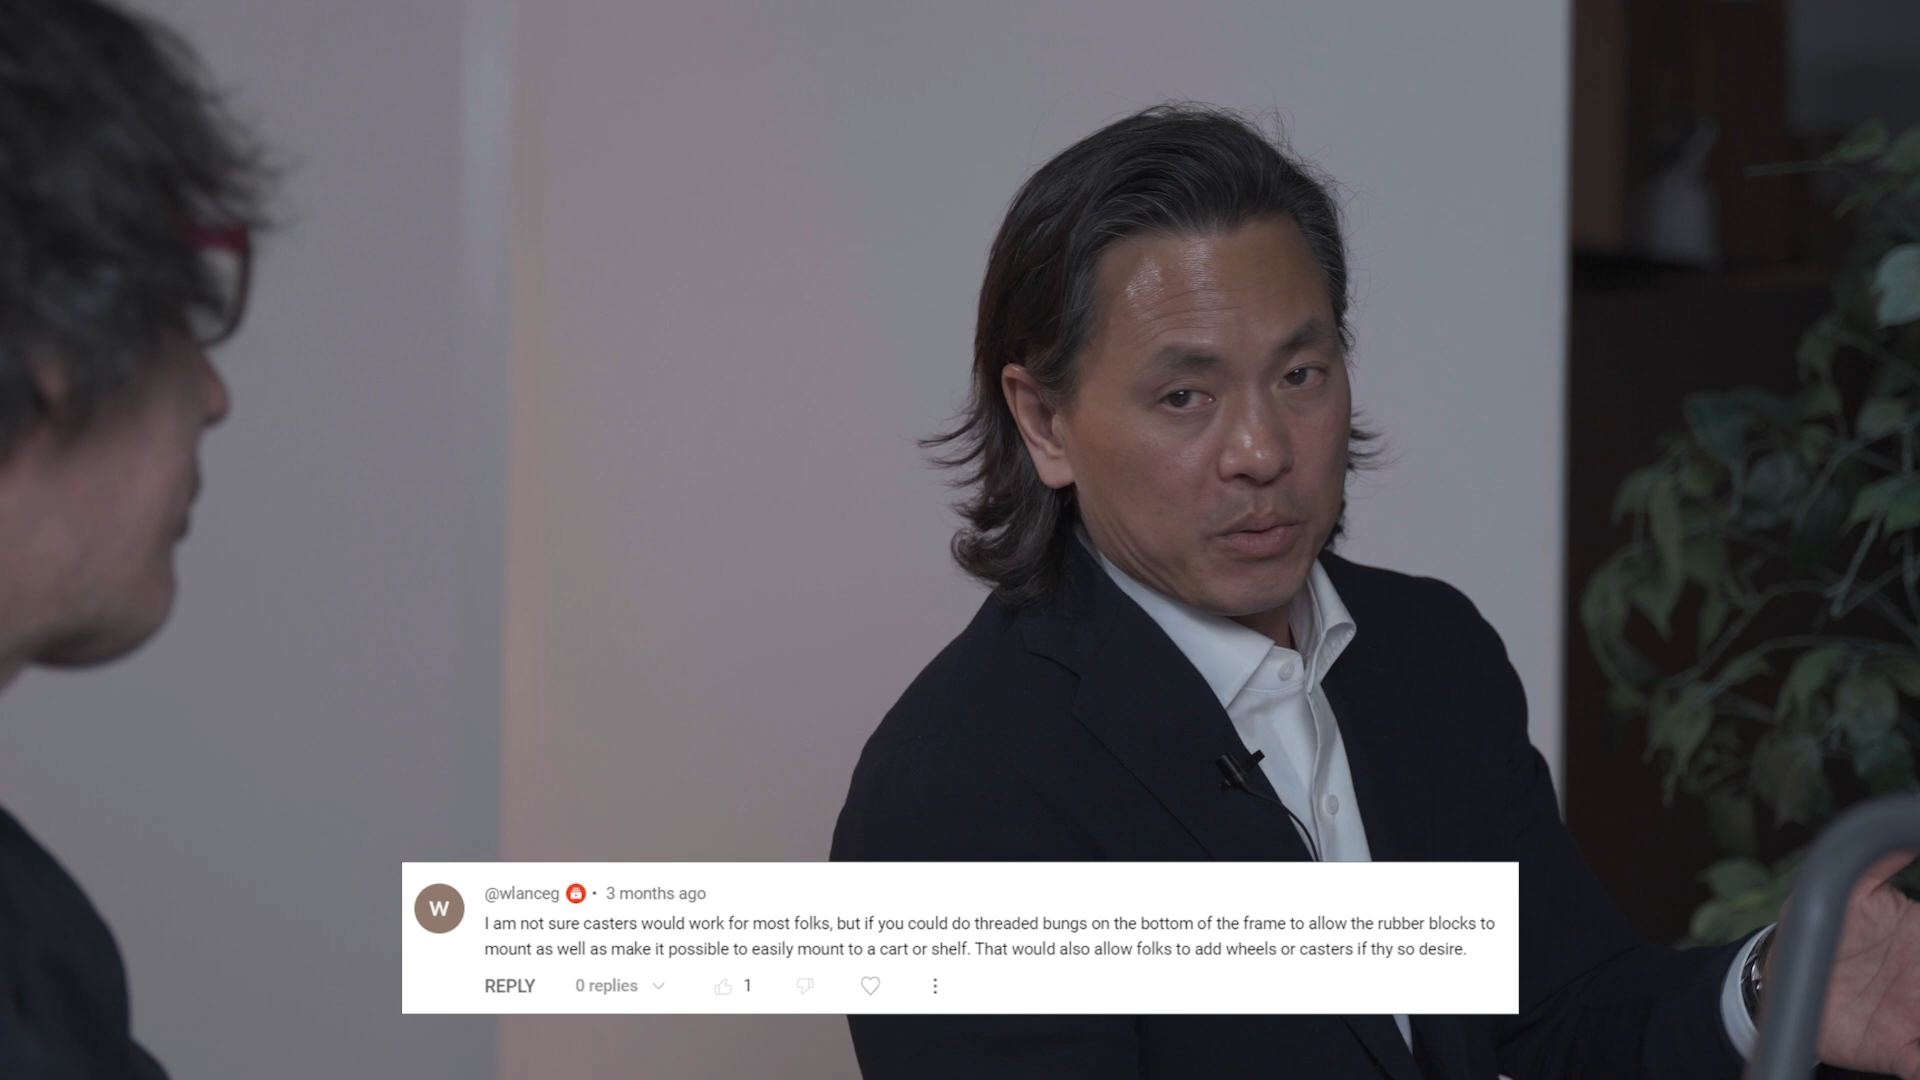 W
@wlanceg • 3 months ago
I am not sure casters would work for most folks, but if you could do threaded bungs on the bottom of the frame to allow the rubber blocks to
mount as well as make it possible to easily mount to a cart or shelf. That would also allow folks to add wheels or casters if thy so desire.
REPLY 0 replies 1